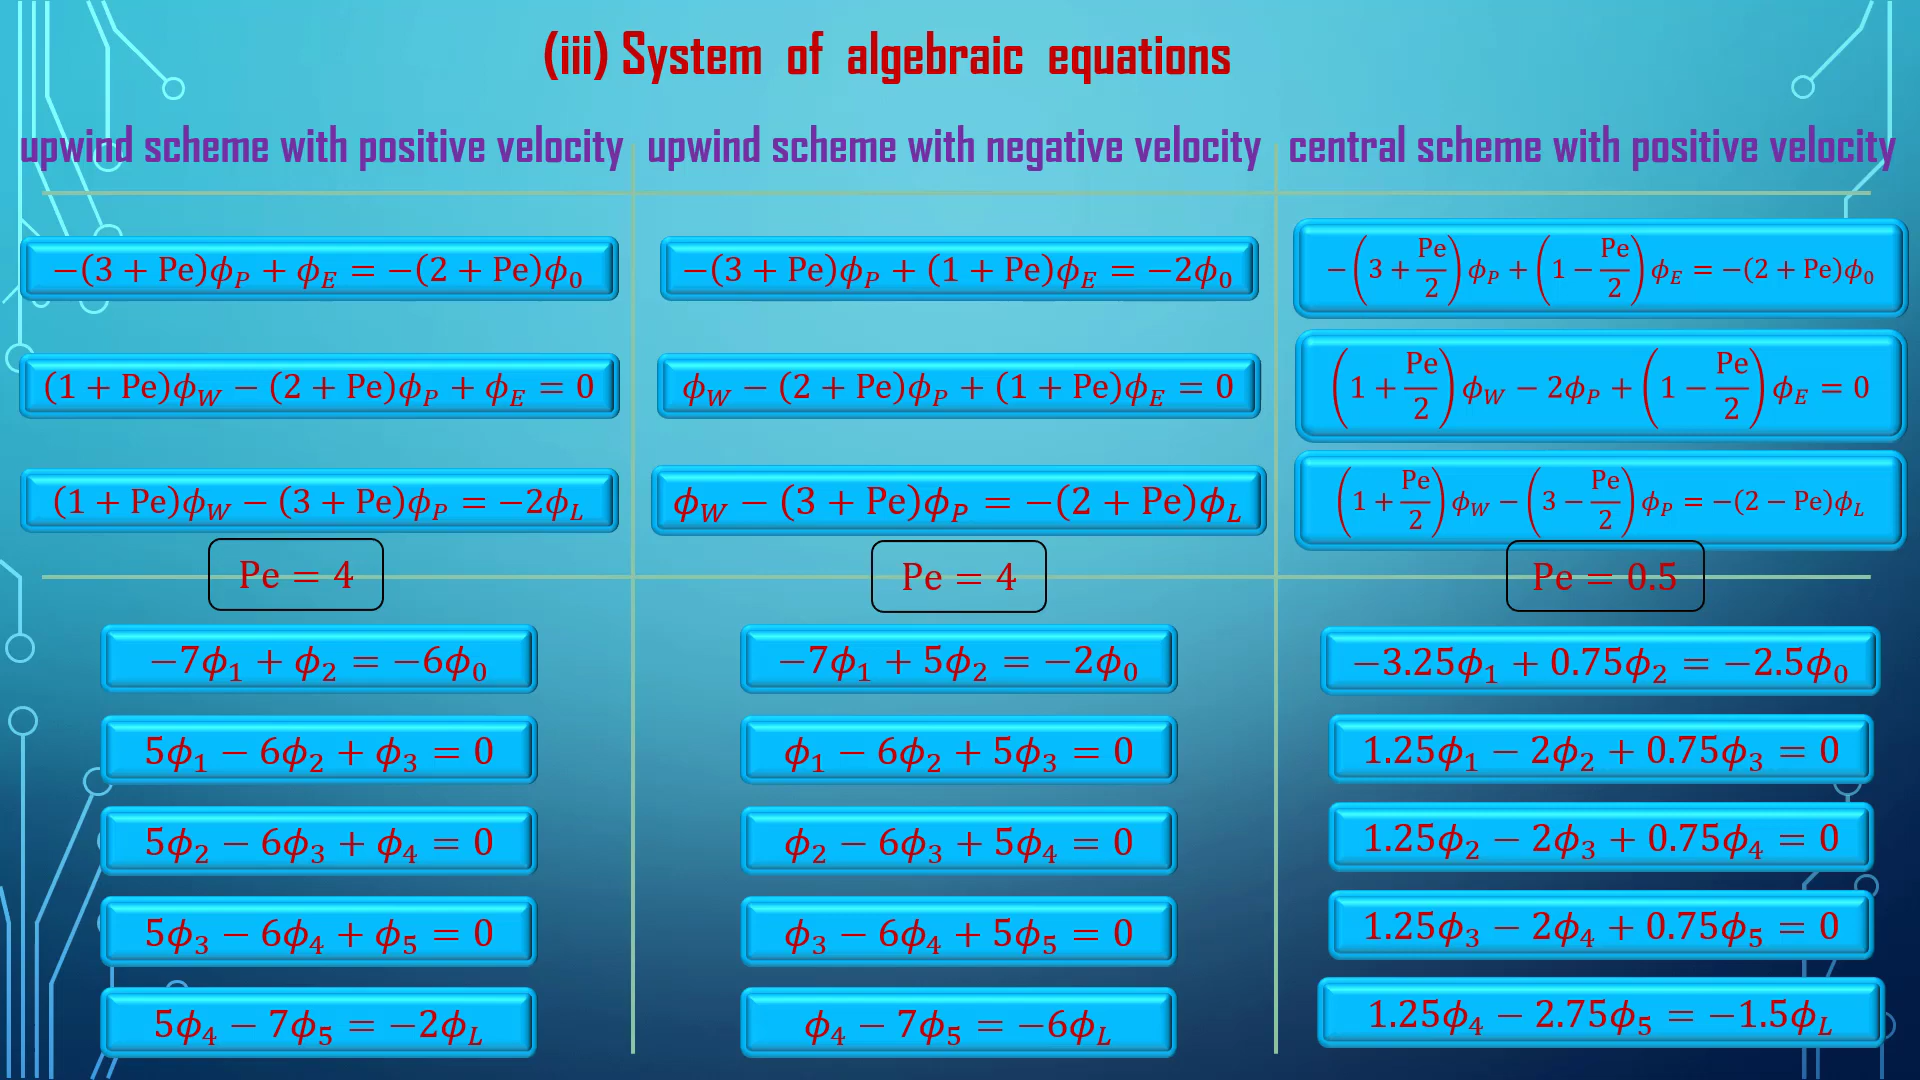 (iii) System of algebraic equations
upwind scheme with positive velocity
−(3 + Pe)𝜙_P + 𝜙_E = −(2 + Pe)𝜙_0
(1 + Pe)𝜙_W − (2 + Pe)𝜙_P + 𝜙_E = 0
(1 + Pe)𝜙_W − (3 + Pe)𝜙_P = −2𝜙_L
Pe = 4
−7𝜙_1 + 𝜙_2 = −6𝜙_0
5𝜙_1 − 6𝜙_2 + 𝜙_3 = 0
5𝜙_2 − 6𝜙_3 + 𝜙_4 = 0
5𝜙_3 − 6𝜙_4 + 𝜙_5 = 0
5𝜙_4 − 7𝜙_5 = −2𝜙_L
upwind scheme with negative velocity
−(3 + Pe)𝜙_P + (1 + Pe)𝜙_E = −2𝜙_0
𝜙_W − (2 + Pe)𝜙_P + (1 + Pe)𝜙_E = 0
𝜙_W − (3 + Pe)𝜙_P = −(2 + Pe)𝜙_L
Pe = 4
−7𝜙_1 + 5𝜙_2 = −2𝜙_0
𝜙_1 − 6𝜙_2 + 5𝜙_3 = 0
𝜙_2 − 6𝜙_3 + 5𝜙_4 = 0
𝜙_3 − 6𝜙_4 + 5𝜙_5 = 0
𝜙_4 − 7𝜙_5 = −6𝜙_L
central scheme with positive velocity
−(3 + Pe/2)𝜙_P + (1 − Pe/2)𝜙_E = −(2 + Pe)𝜙_0
(1 + Pe/2)𝜙_W − 2𝜙_P + (1 − Pe/2)𝜙_E = 0
(1 + Pe/2)𝜙_W − (3 − Pe/2)𝜙_P = −(2 − Pe)𝜙_L
Pe = 0.5
−3.25𝜙_1 + 0.75𝜙_2 = −2.5𝜙_0
1.25𝜙_1 − 2𝜙_2 + 0.75𝜙_3 = 0
1.25𝜙_2 − 2𝜙_3 + 0.75𝜙_4 = 0
1.25𝜙_3 − 2𝜙_4 + 0.75𝜙_5 = 0
1.25𝜙_4 − 2.75𝜙_5 = −1.5𝜙_L